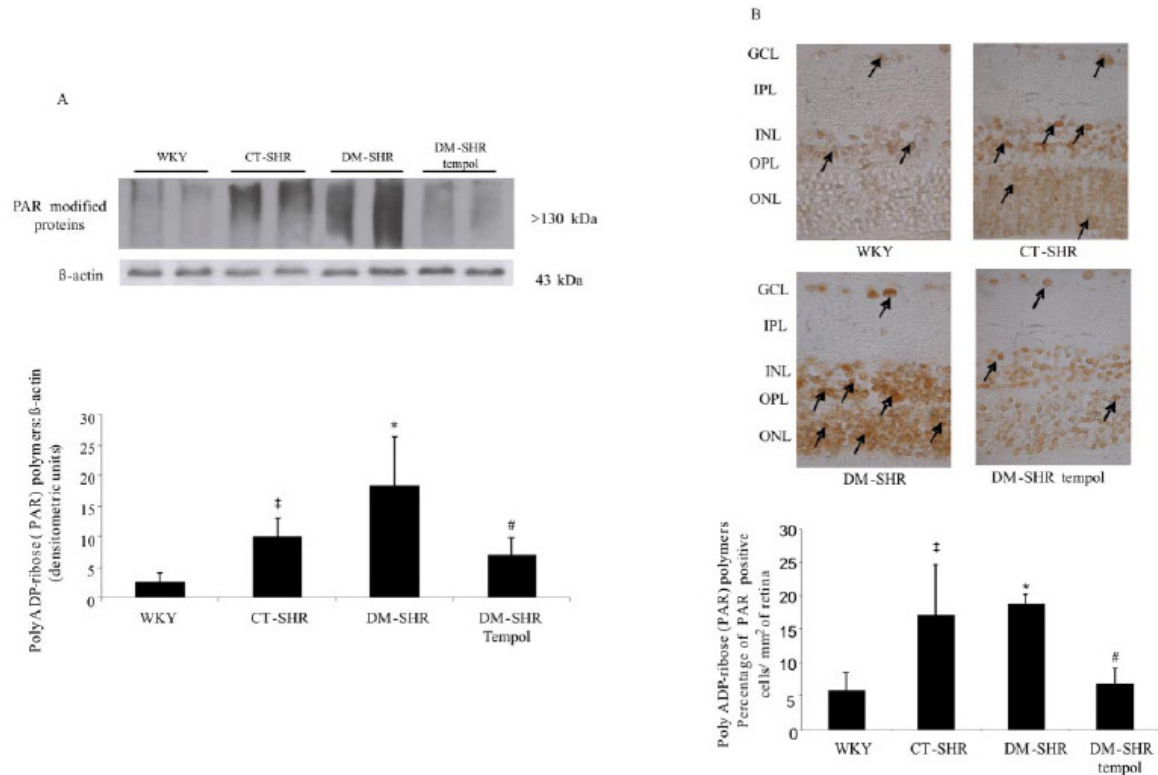 A
WKY CT-SHR DM-SHR DM-SHR
tempol
PAR modified
proteins
>130 kDa
ß-actin
43 kDa
Poly ADP-ribose (PAR) polymers:ß-actin
(densitometric units)
30
25
20
15
10
5
0
WKY CT-SHR DM-SHR DM-SHR
Tempol
‡
*
#
B
GCL
IPL
INL
OPL
ONL
WKY CT-SHR
GCL
IPL
INL
OPL
ONL
DM-SHR DM-SHR tempol
Poly ADP-ribose (PAR) polymers
Percentage of PAR positive
cells/ mm² of retina
30
25
20
15
10
5
0
‡
*
#
WKY CT-SHR DM-SHR DM-SHR
tempol